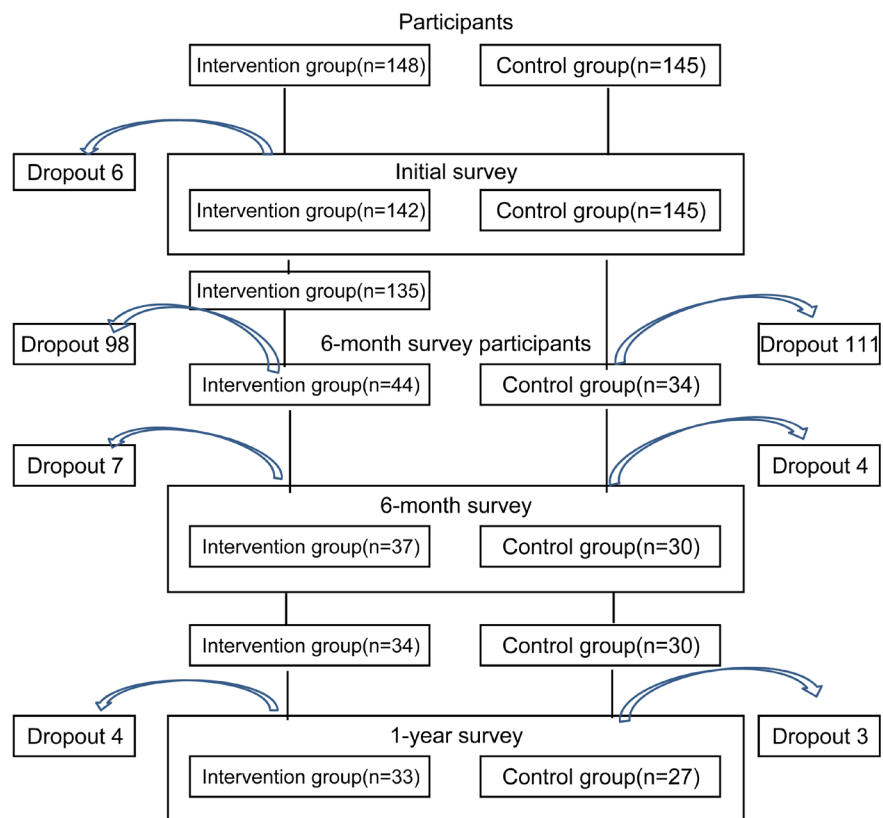 Participants
Intervention group(n=148)
Control group(n=145)
Dropout 6
Initial survey
Intervention group(n=142)
Control group(n=145)
Intervention group(n=135)
Dropout 98
6-month survey participants
Dropout 111
Intervention group(n=44)
Control group(n=34)
Dropout 7
Dropout 4
6-month survey
Intervention group(n=37)
Control group(n=30)
Intervention group(n=34)
Control group(n=30)
Dropout 4
1-year survey
Dropout 3
Intervention group(n=33)
Control group(n=27)